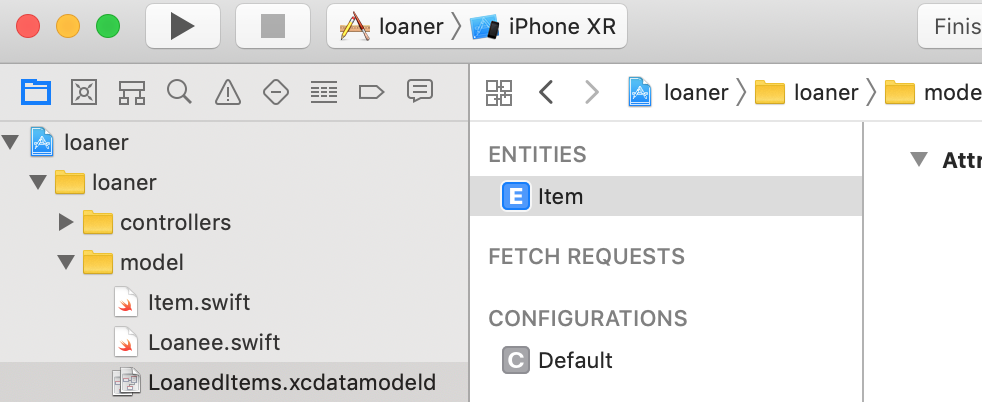 loaner iPhone XR Finis
loaner loaner mode
loaner
ENTITIES
Attr
loaner
E Item
controllers
FETCH REQUESTS
model
Item.swift
CONFIGURATIONS
Loanee.swift
C Default
LoanedItems.xcdatamodeld